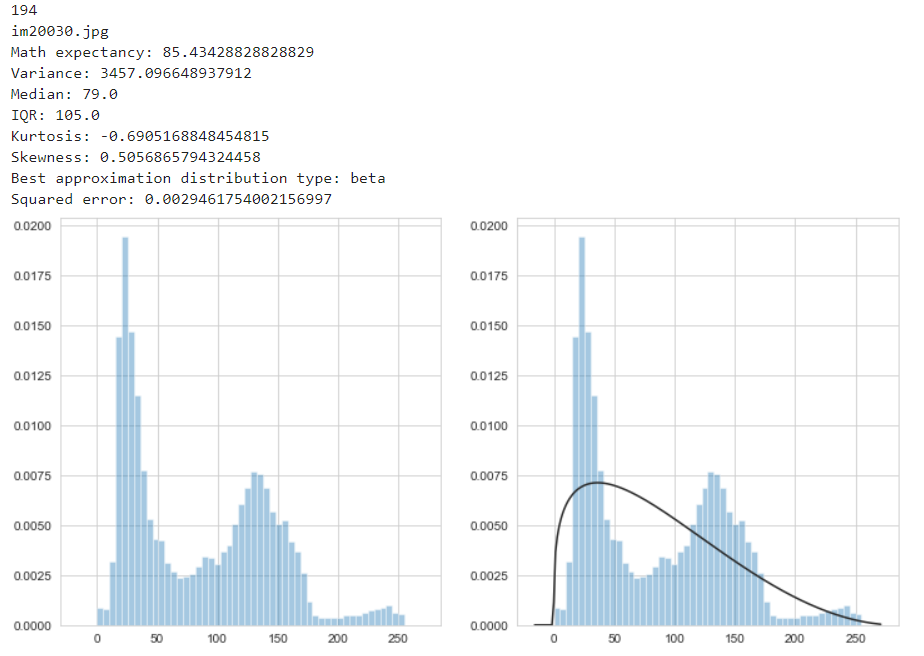 194
im20030.jpg
Math expectancy: 85.43428828828829
Variance: 3457.096648937912
Median: 79.0
IQR: 105.0
Kurtosis: -0.6905168848454815
Skewness: 0.5056865794324458
Best approximation distribution type: beta
Squared error: 0.0029461754002156997
0.0200
0.0175
0.0150
0.0125
0.0100
0.0075
0.0050
0.0025
0.0000
0 50 100 150 200 250
0.0200
0.0175
0.0150
0.0125
0.0100
0.0075
0.0050
0.0025
0.0000
0 50 100 150 200 250